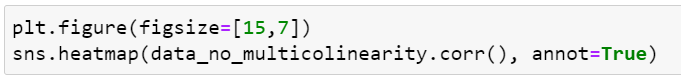 plt.figure(figsize=[15,7])
sns.heatmap(data_no_multicolinearity.corr(), annot=True)